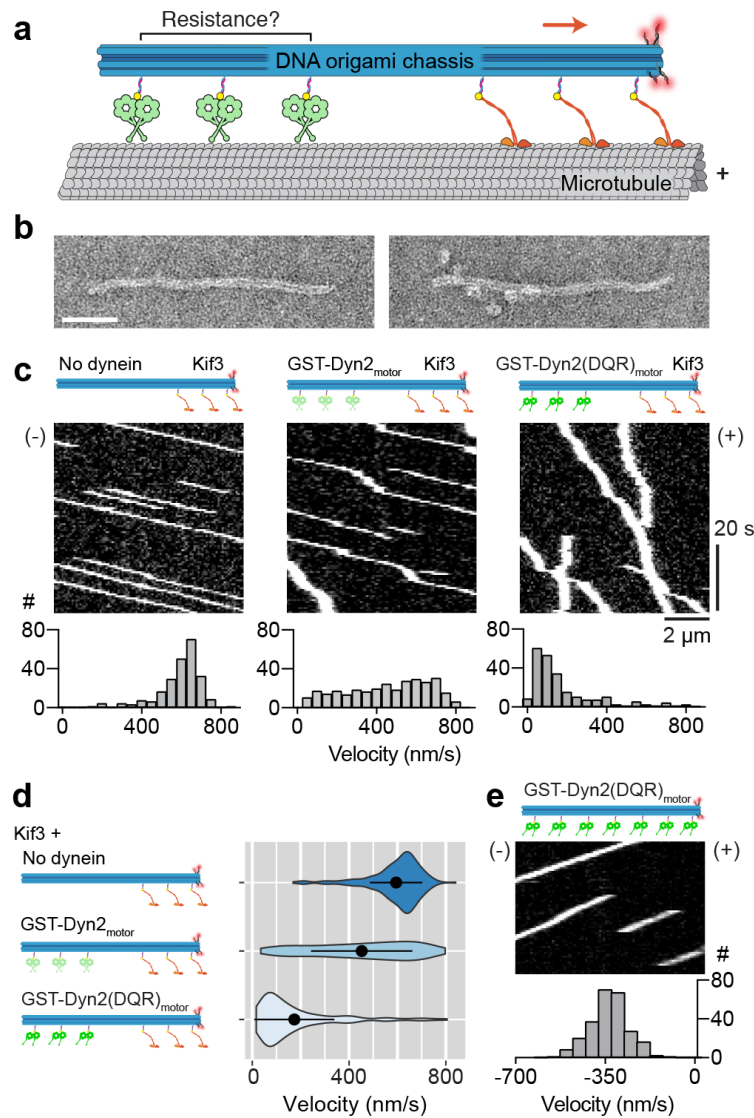 a
Resistance?
DNA origami chassis
Microtubule
+
b
c
No dynein Kif3
GST-Dyn2motor Kif3
GST-Dyn2(DQR)motor Kif3
(-)
(+)
20 s
2 µm
#
80
40
0
0 400 800
80
40
0
0 400 800
80
40
0
0 400 800
Velocity (nm/s)
d
Kif3 +
No dynein
GST-Dyn2motor
GST-Dyn2(DQR)motor
0 400 800
Velocity (nm/s)
e
GST-Dyn2(DQR)motor
(-)
(+)
#
80
40
0
-700 -350 0
Velocity (nm/s)